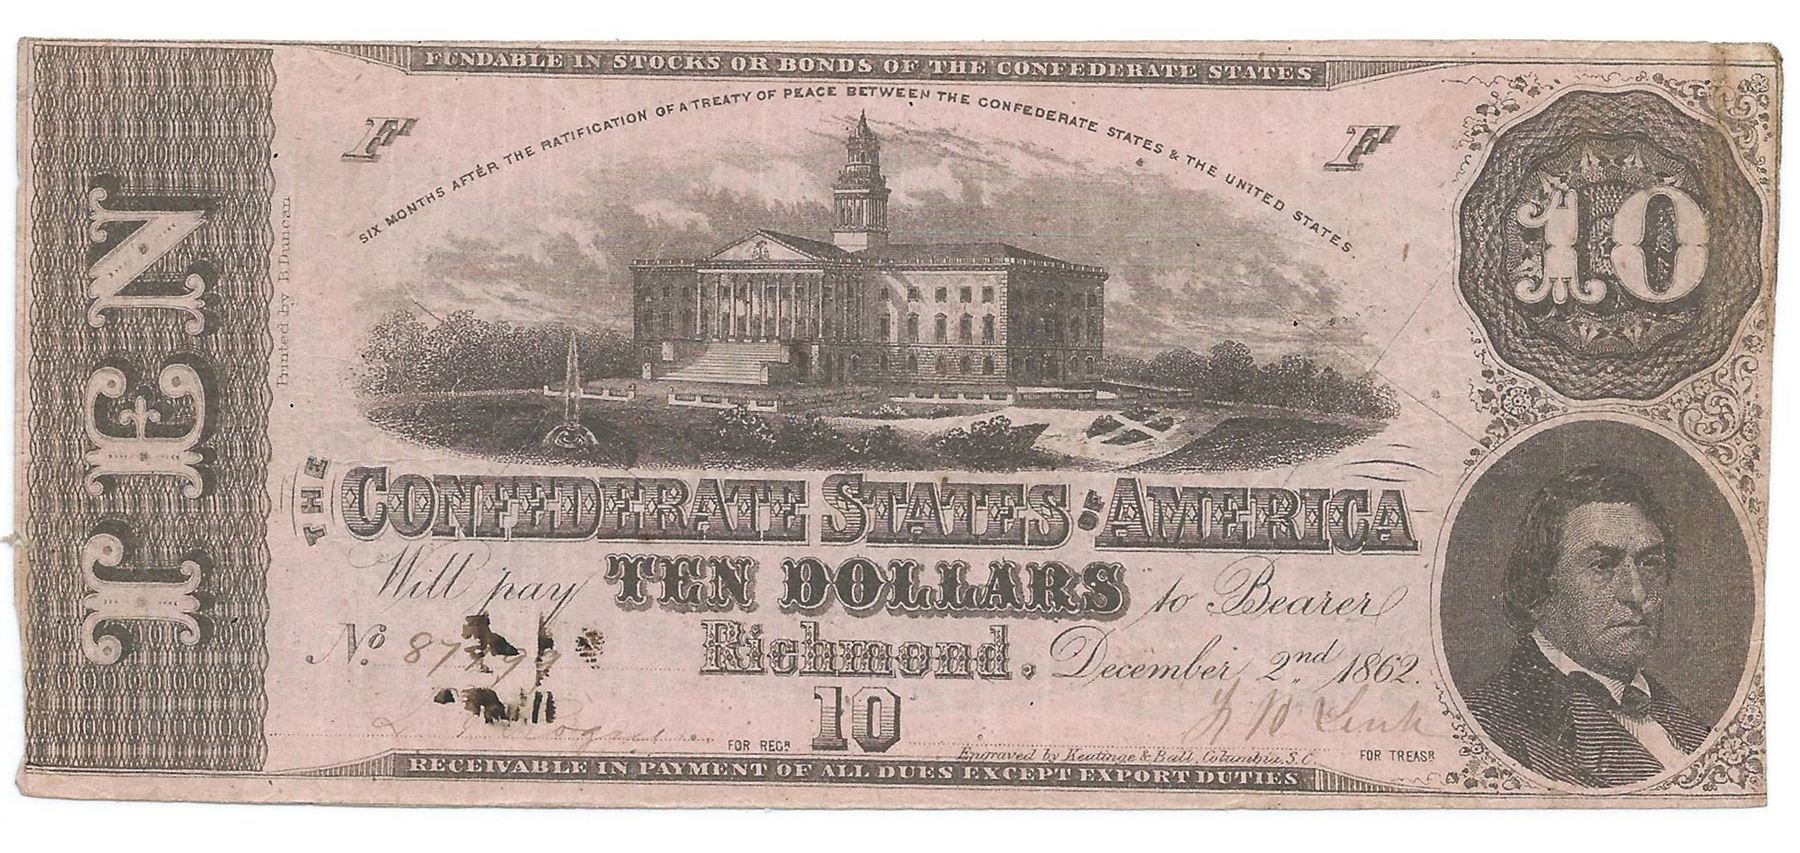 FUNDABLE IN STOCKS OR BONDS OF THE CONFEDERATE STATES
SIX MONTHS AFTER THE RATIFICATION OF A TREATY OF PEACE BETWEEN THE CONFEDERATE STATES & THE UNITED STATES
F
F
10
TEN
Printed by B Duncan
THE CONFEDERATE STATES OF AMERICA
Will pay TEN DOLLARS to Bearer
No.
Richmond, December 2nd 1862.
10
FOR REGR
Engraved by Keatinge & Ball, Columbia, S.C.
FOR TREASR
RECEIVABLE IN PAYMENT OF ALL DUES EXCEPT EXPORT DUTIES